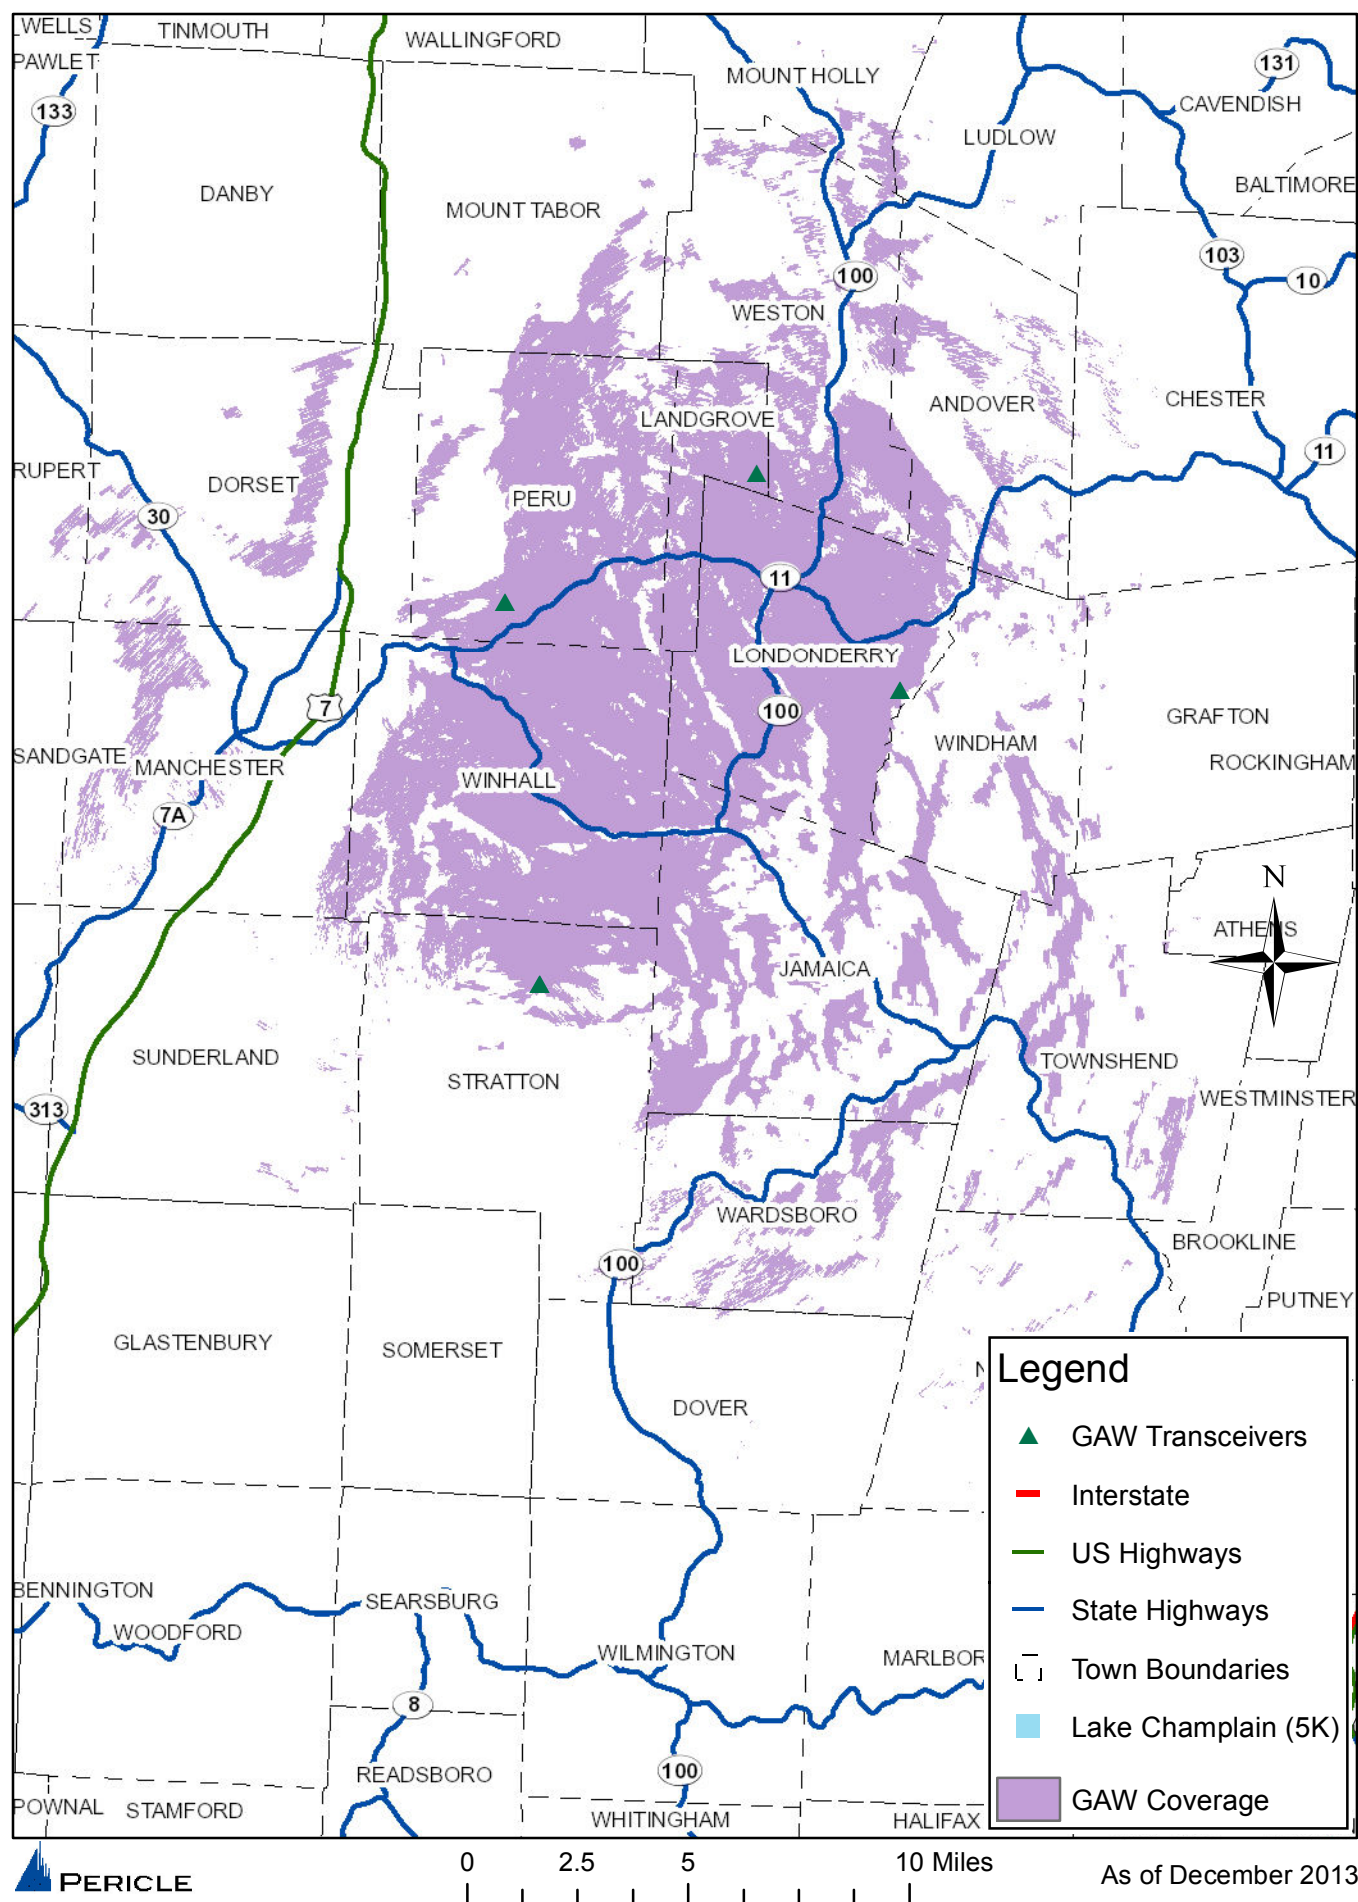 WELLS
TINMOUTH
WALLINGFORD
PAWLET
MOUNT HOLLY
131
133
CAVENDISH
LUDLOW
DANBY
MOUNT TABOR
BALTIMORE
103
100
10
WESTON
LANDGROVE
ANDOVER
CHESTER
11
RUPERT
DORSET
PERU
30
11
LONDONDERRY
7
100
GRAFTON
SANDGATE
MANCHESTER
WINDHAM
ROCKINGHAM
WINHALL
7A
ATHENS
N
JAMAICA
SUNDERLAND
STRATTON
TOWNSHEND
313
WESTMINSTER
WARDSBORO
BROOKLINE
100
PUTNEY
GLASTENBURY
SOMERSET
DOVER
Legend
GAW Transceivers
Interstate
US Highways
State Highways
Town Boundaries
Lake Champlain (5K)
GAW Coverage
BENNINGTON
SEARSBURG
WOODFORD
WILMINGTON
MARLBOR
8
READSBORO
100
POWNAL
STAMFORD
WHITINGHAM
HALIFAX
PERICLE
0 2.5 5 10 Miles
As of December 2013